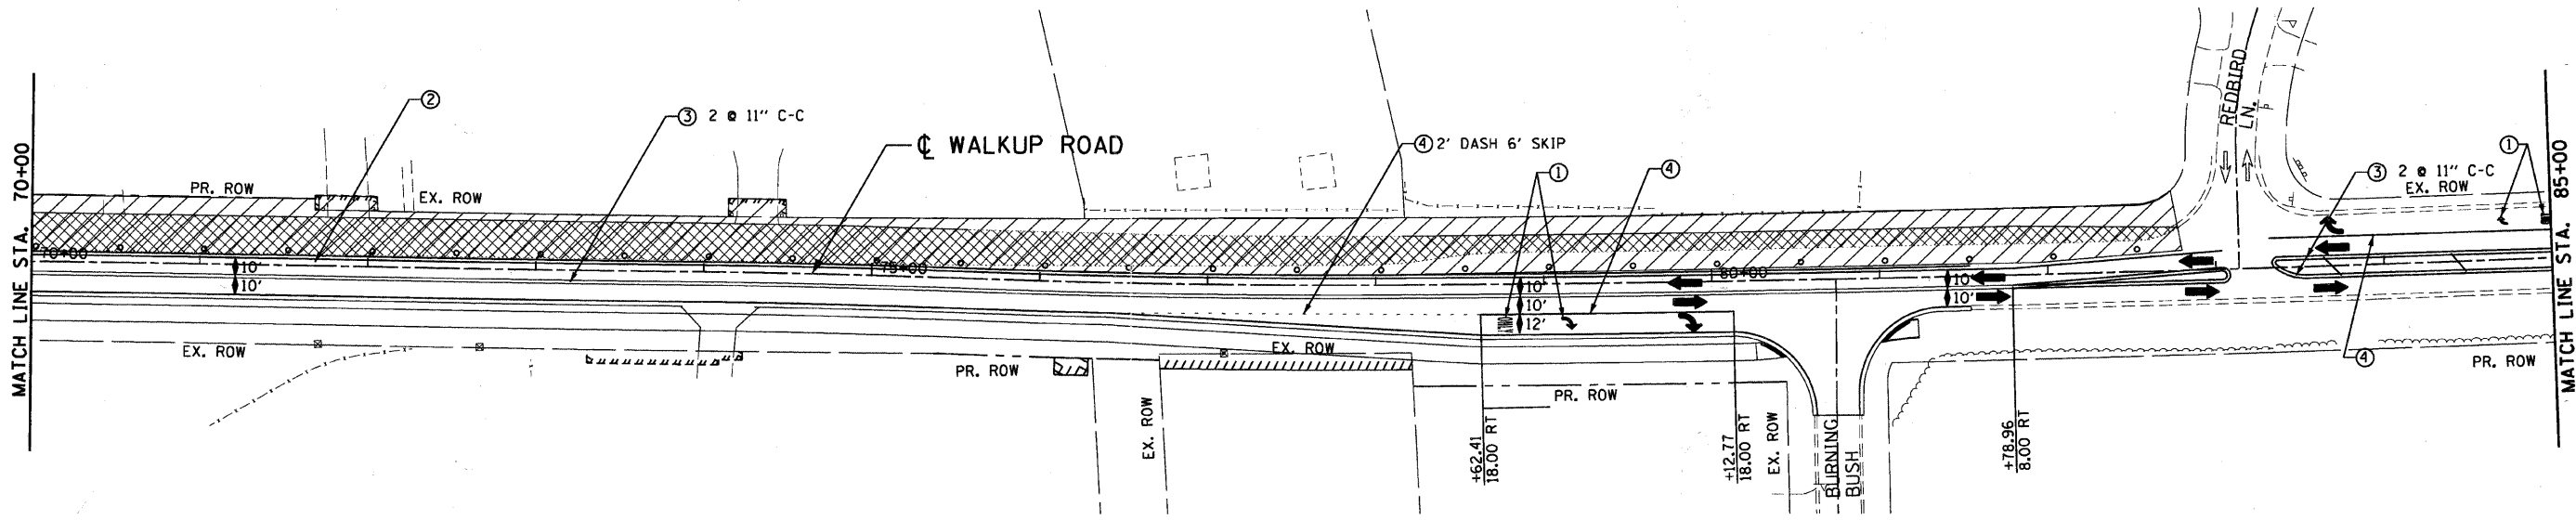 MATCH LINE STA. 70+00
②
③ 2 @ 11" C-C
℄ WALKUP ROAD
④ 2' DASH 6' SKIP
①
④
REDBIRD
LN.
①
③ 2 @ 11" C-C
EX. ROW
MATCH LINE STA. 85+00
PR. ROW
EX. ROW
70+00
75+00
80+00
10'
10'
10'
10'
12'
10'
10'
EX. ROW
PR. ROW
EX. ROW
EX. ROW
PR. ROW
④
PR. ROW
+62.41
18.00 RT
+12.77
18.00 RT
EX. ROW
BURNING
BUSH
+78.96
8.00 RT